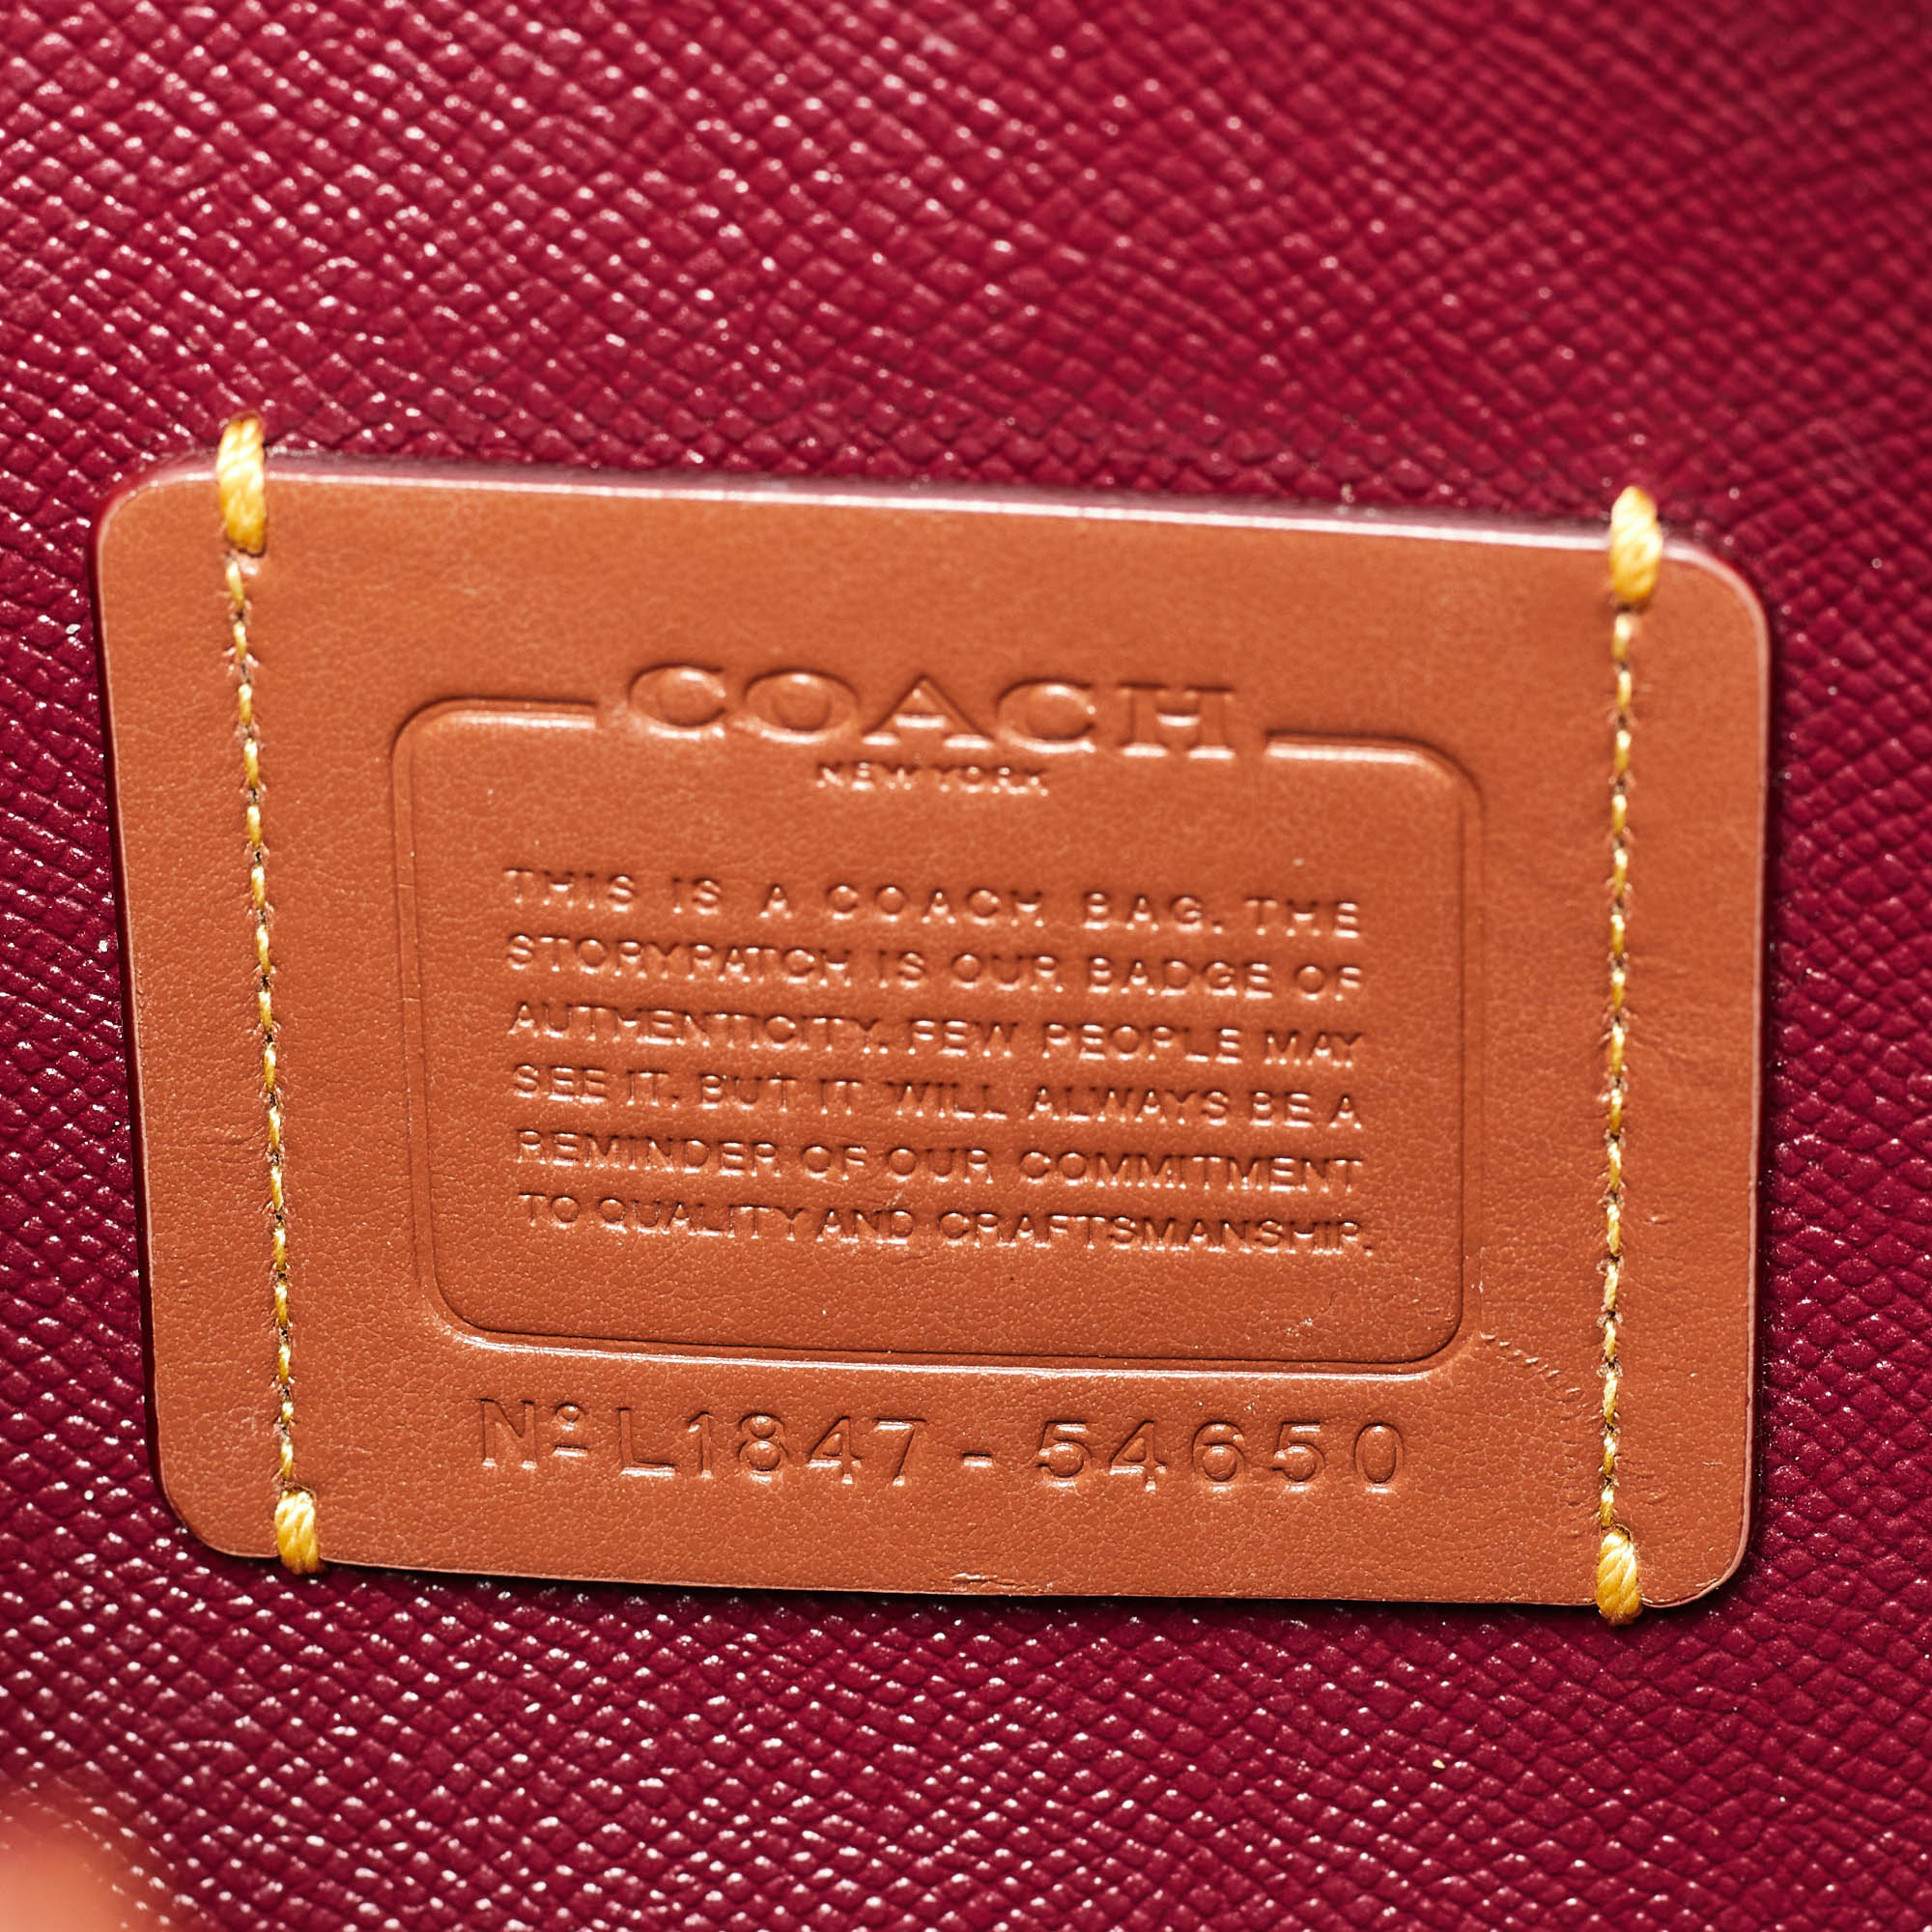 COACH
NEW YORK
THIS IS A COACH BAG. THE
STORYPATCH IS OUR BADGE OF
AUTHENTICITY. FEW PEOPLE MAY
SEE IT. BUT IT WILL ALWAYS BE A
REMINDER OF OUR COMMITMENT
TO QUALITY AND CRAFTSMANSHIP.
Nº L1847 - 54650